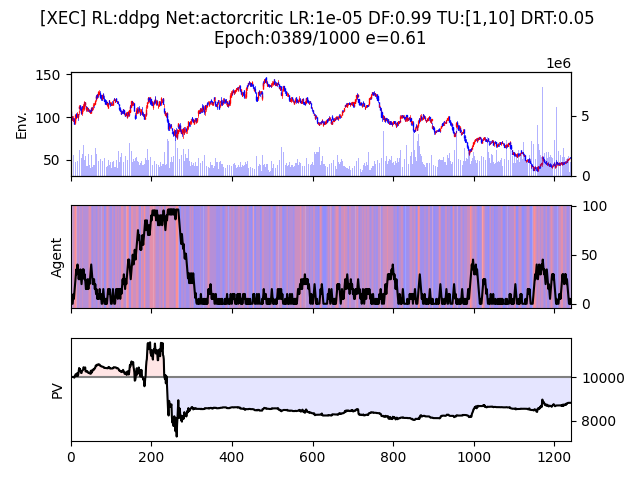 [XEC] RL:ddpg Net:actorcritic LR:1e-05 DF:0.99 TU:[1,10] DRT:0.05
Epoch:0389/1000 e=0.61
1e6
150
100
50
Env.
5
0
Agent
100
50
0
PV
10000
8000
0 200 400 600 800 1000 1200